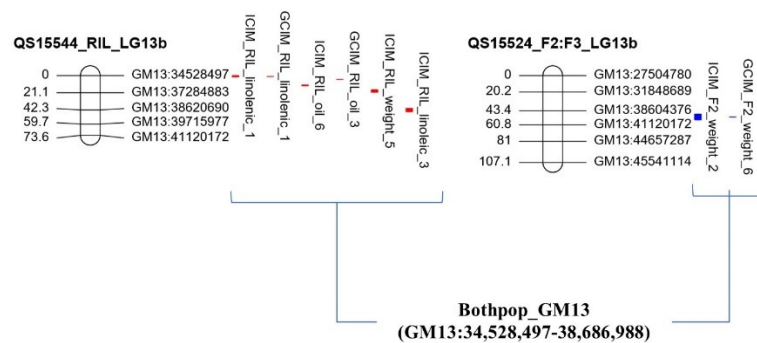 QS15544_RIL_LG13b
0 GM13:34528497
21.1 GM13:37284883
42.3 GM13:38620690
59.7 GM13:39715977
73.6 GM13:41120172
ICIM_RIL_linolenic_1
GCIM_RIL_linolenic_1
ICIM_RIL_oil_6
GCIM_RIL_oil_3
ICIM_RIL_weight_5
ICIM_RIL_linoleic_3
QS15524_F2:F3_LG13b
0 GM13:27504780
20.2 GM13:31848689
43.4 GM13:38604376
60.8 GM13:41120172
81 GM13:44657287
107.1 GM13:45541114
ICIM_F2_weight_2
GCIM_F2_weight_6
Bothpop_GM13
(GM13:34,528,497-38,686,988)